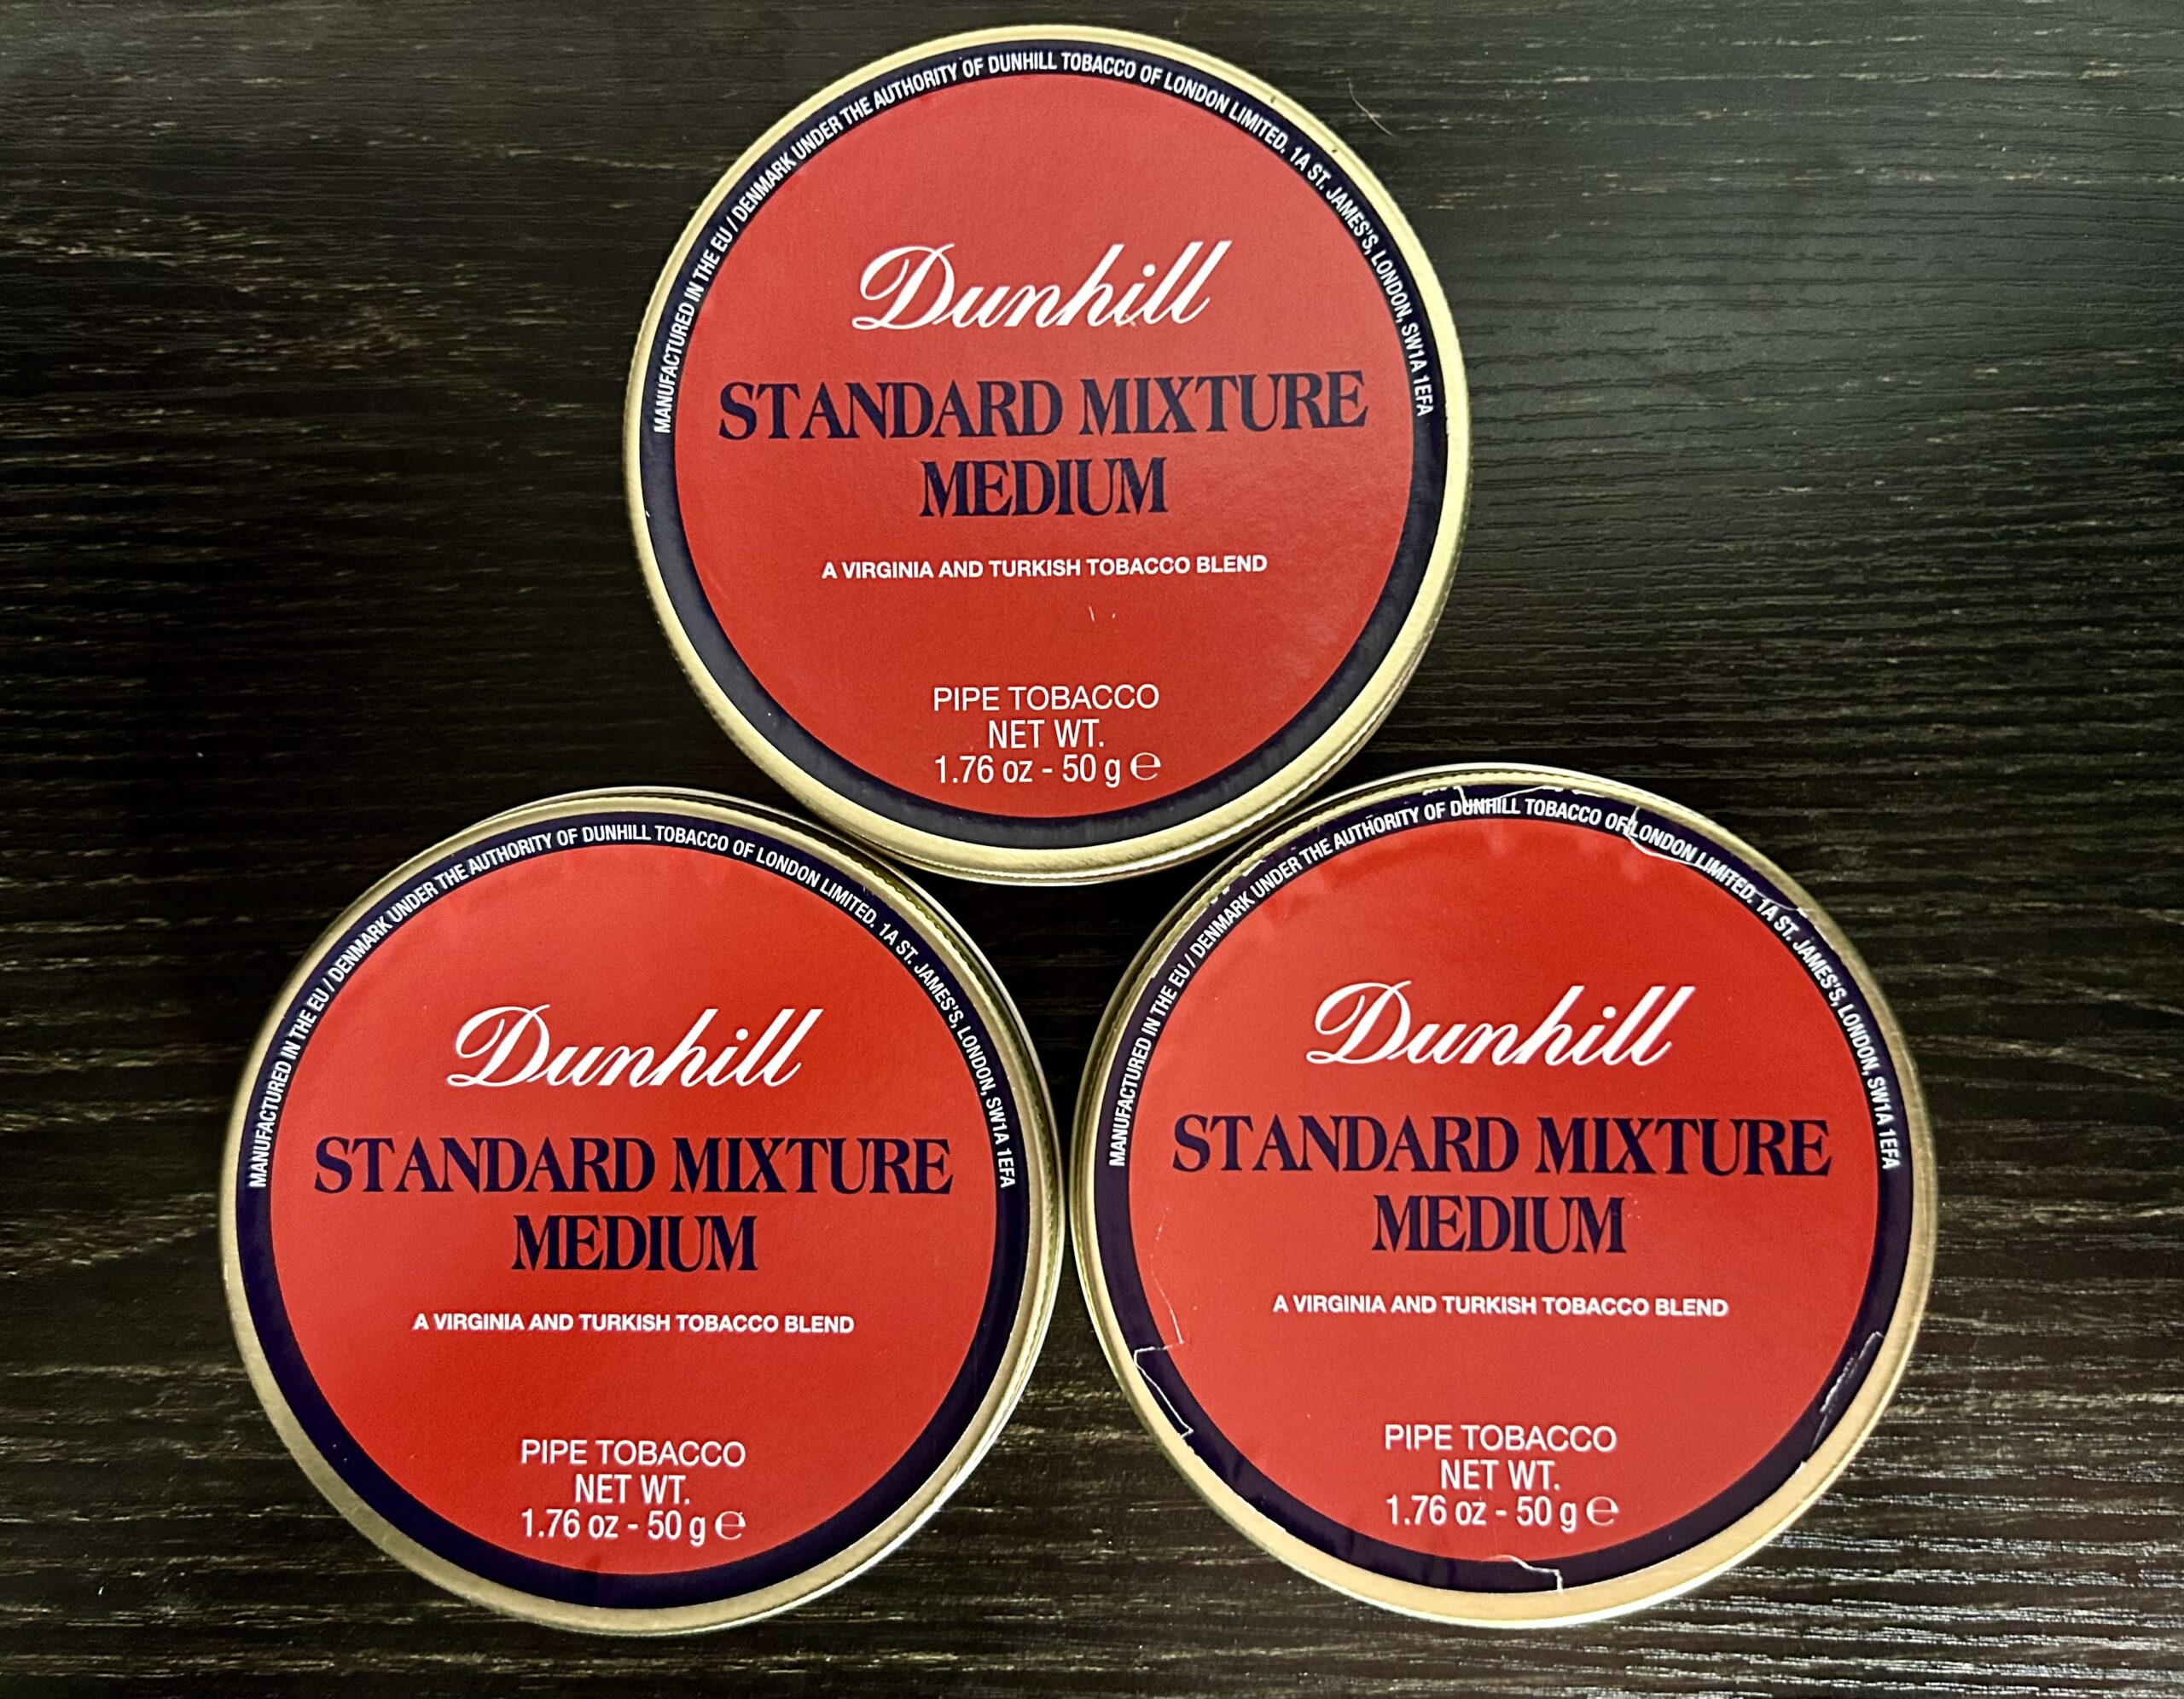 MANUFACTURED IN THE EU / DENMARK UNDER THE AUTHORITY OF DUNHILL TOBACCO OF LONDON LIMITED. 1A ST. JAMES'S, LONDON, SW1A 1EFA
Dunhill
STANDARD MIXTURE
MEDIUM
A VIRGINIA AND TURKISH TOBACCO BLEND
PIPE TOBACCO
NET WT.
1.76 oz - 50 g ℮
MANUFACTURED IN THE EU / DENMARK UNDER THE AUTHORITY OF DUNHILL TOBACCO OF LONDON LIMITED. 1A ST. JAMES'S, LONDON, SW1A 1EFA
Dunhill
STANDARD MIXTURE
MEDIUM
A VIRGINIA AND TURKISH TOBACCO BLEND
PIPE TOBACCO
NET WT.
1.76 oz - 50 g ℮
MANUFACTURED IN THE EU / DENMARK UNDER THE AUTHORITY OF DUNHILL TOBACCO OF LONDON LIMITED. 1A ST. JAMES'S, LONDON, SW1A 1EFA
Dunhill
STANDARD MIXTURE
MEDIUM
A VIRGINIA AND TURKISH TOBACCO BLEND
PIPE TOBACCO
NET WT.
1.76 oz - 50 g ℮